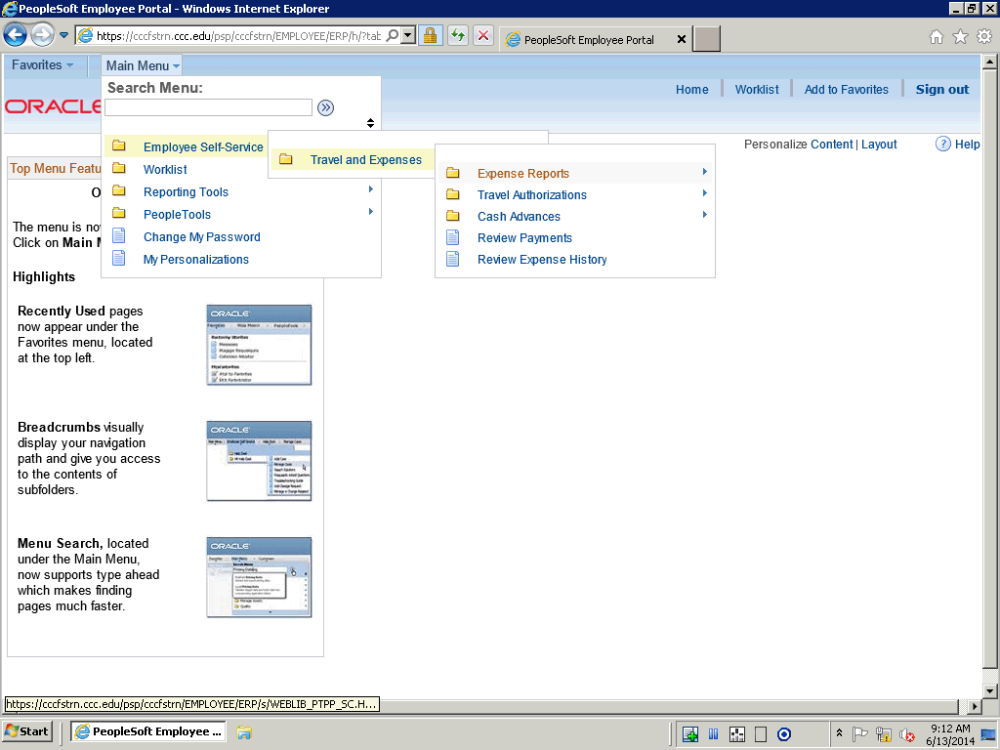 PeopleSoft Employee Portal - Windows Internet Explorer
https://cccfstrn.ccc.edu/psp/cccfstrn/EMPLOYEE/ERP/h/?tab
PeopleSoft Employee Portal
Favorites
Main Menu
Search Menu:
ORACLE
Home
Worklist
Add to Favorites
Sign out
Personalize Content | Layout
Help
Employee Self-Service
Worklist
Reporting Tools
PeopleTools
Change My Password
My Personalizations
Travel and Expenses
Expense Reports
Travel Authorizations
Cash Advances
Review Payments
Review Expense History
Top Menu Featu
O
The menu is no
Click on Main M
Highlights
Recently Used pages
now appear under the
Favorites menu, located
at the top left.
ORACLE
Breadcrumbs visually
display your navigation
path and give you access
to the contents of
subfolders.
ORACLE
Menu Search, located
under the Main Menu,
now supports type ahead
which makes finding
pages much faster.
ORACLE
https://cccfstrn.ccc.edu/psp/cccfstrn/EMPLOYEE/ERP/s/WEBLIB_PTPP_SC.H...
Start
PeopleSoft Employee ...
9:12 AM
6/13/2014